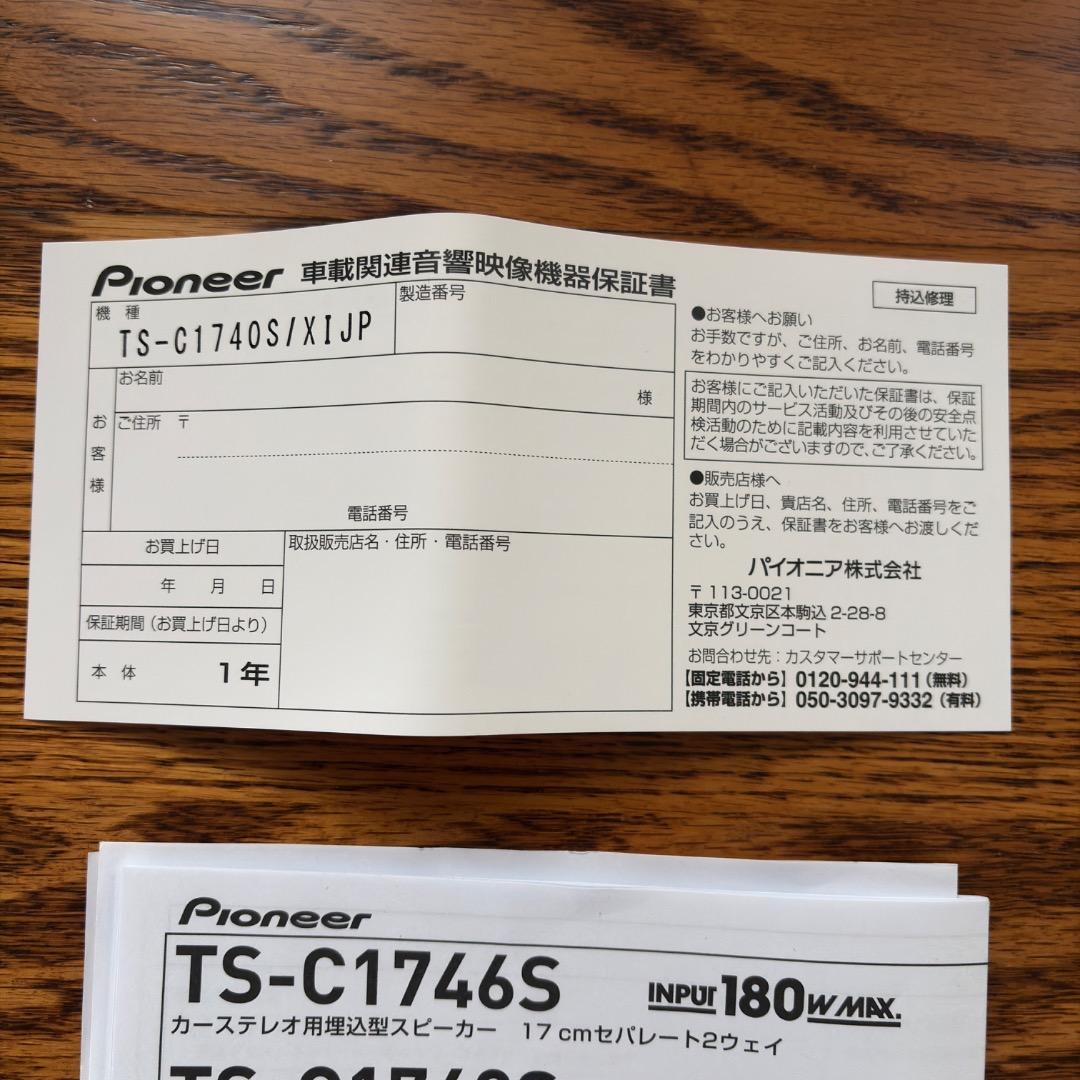 Pioneer 車載関連音響映像機器保証書
機 種
TS-C1740S/XIJP
製造番号
お客様
お名前
様
ご住所 〒
電話番号
お買上げ日
年 月 日
保証期間(お買上げ日より)
本 体 1年
取扱販売店名・住所・電話番号
持込修理
●お客様へお願い
お手数ですが、ご住所、お名前、電話番号
をわかりやすくご記入ください。
お客様にご記入いただいた保証書は、保証
期間内のサービス活動及びその後の安全点
検活動のために記載内容を利用させていた
だく場合がございますので、ご了承ください。
●販売店様へ
お買上げ日、貴店名、住所、電話番号をご
記入のうえ、保証書をお客様へお渡しくだ
さい。
パイオニア株式会社
〒113-0021
東京都文京区本駒込2-28-8
文京グリーンコート
お問合わせ先:カスタマーサポートセンター
【固定電話から】0120-944-111(無料)
【携帯電話から】050-3097-9332(有料)
Pioneer
TS-C1746S INPUT 180W MAX.
カーステレオ用埋込型スピーカー 17cmセパレート2ウェイ